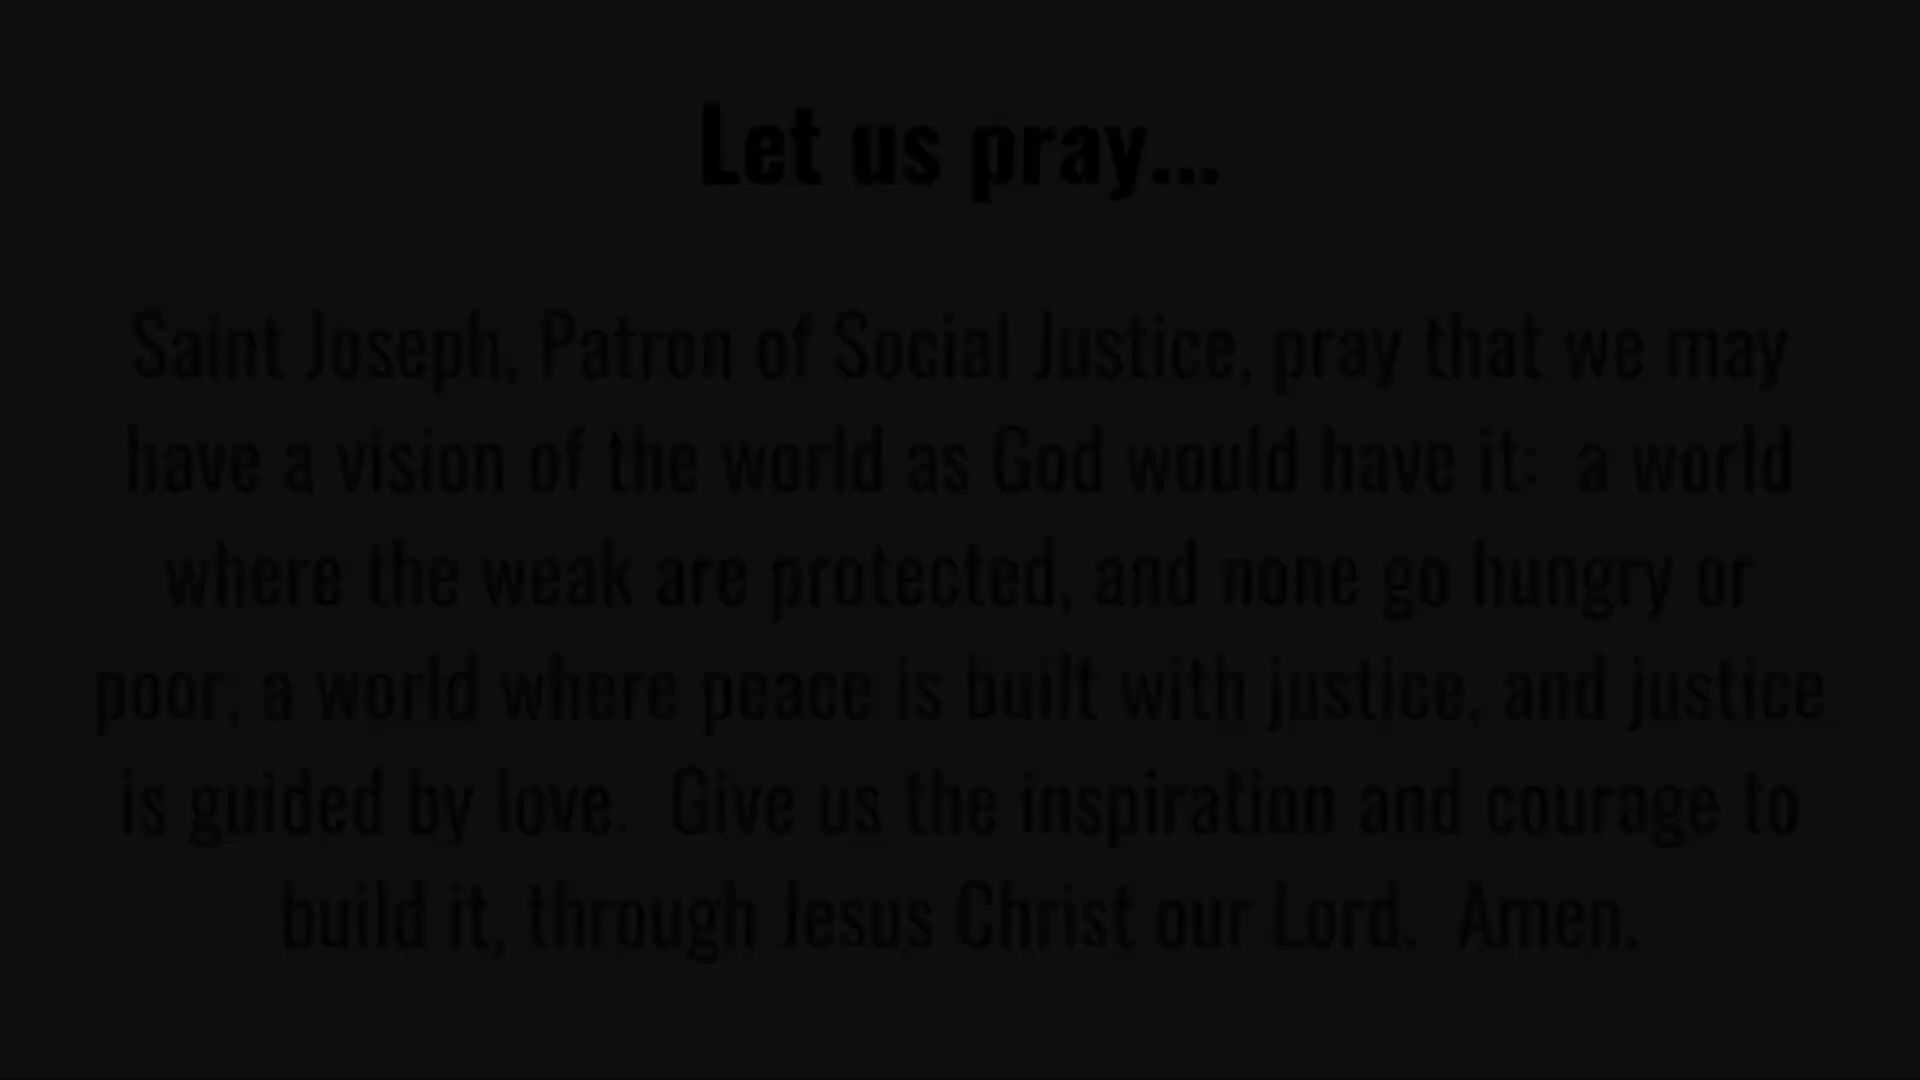 Let us pray...
Saint Joseph, Patron of Social Justice, pray that we may
have a vision of the world as God would have it:  a world
where the weak are protected, and none go hungry or
poor; a world where peace is built with justice, and justice
is guided by love.  Give us the inspiration and courage to
build it, through Jesus Christ our Lord.  Amen.